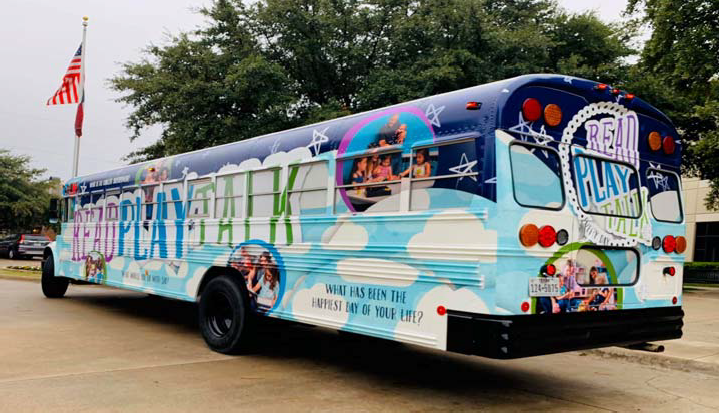 READ PLAY TALK
WHAT HAS BEEN THE
HAPPIEST DAY OF YOUR LIFE?
READ
PLAY
TALK